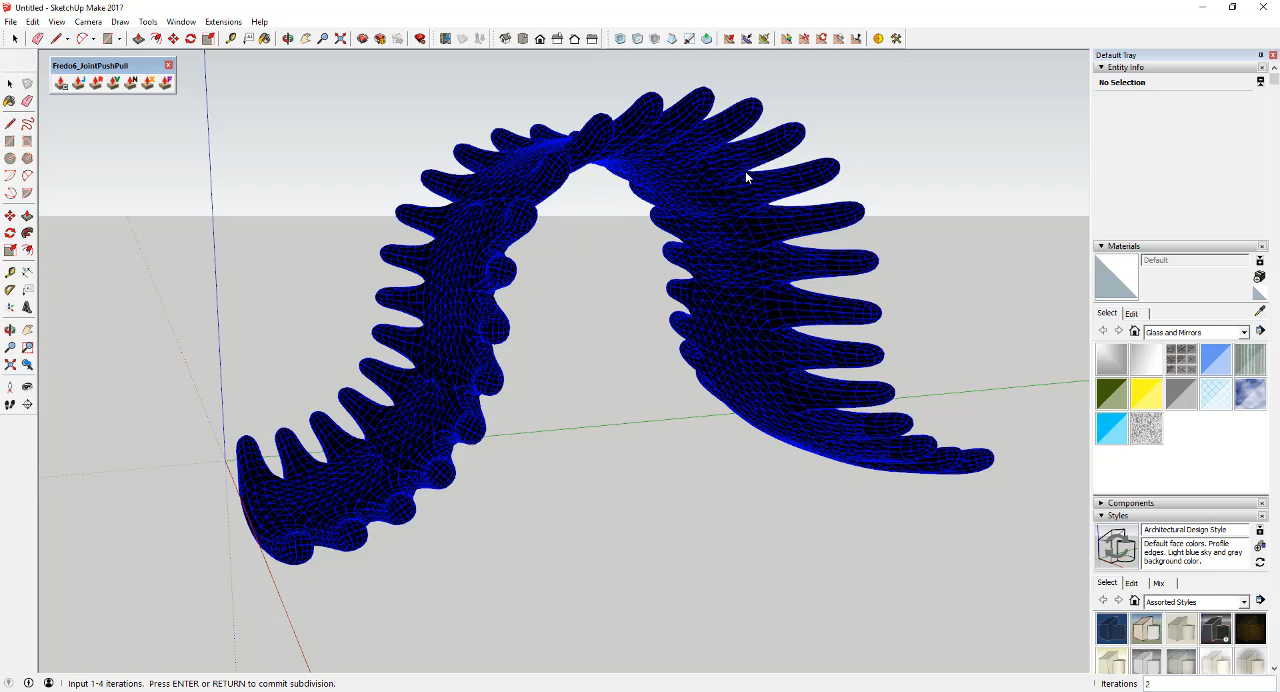 Untitled - SketchUp Make 2017
File Edit View Camera Draw Tools Window Extensions Help
Fredo6_JointPushPull
J R V N X F
Default Tray
Entity Info
No Selection
Materials
Default
Select Edit
Glass and Mirrors
Components
Styles
Architectural Design Style
Default face colors. Profile
edges. Light blue sky and gray
background color.
Select Edit Mix
Assorted Styles
Input 1-4 iterations. Press ENTER or RETURN to commit subdivision.
Iterations 2